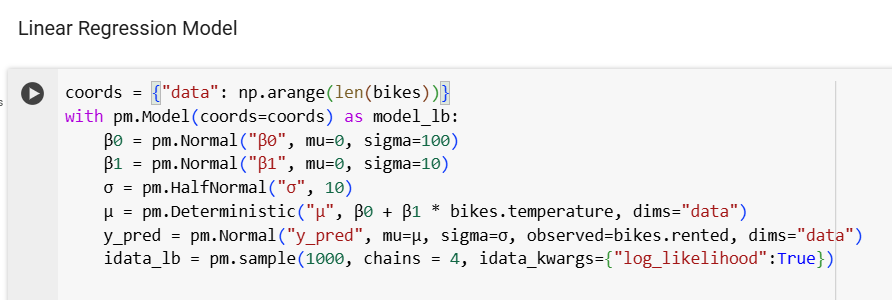 Linear Regression Model
s
coords = {"data": np.arange(len(bikes))}
with pm.Model(coords=coords) as model_lb:
    β0 = pm.Normal("β0", mu=0, sigma=100)
    β1 = pm.Normal("β1", mu=0, sigma=10)
    σ = pm.HalfNormal("σ", 10)
    μ = pm.Deterministic("μ", β0 + β1 * bikes.temperature, dims="data")
    y_pred = pm.Normal("y_pred", mu=μ, sigma=σ, observed=bikes.rented, dims="data")
    idata_lb = pm.sample(1000, chains = 4, idata_kwargs={"log_likelihood":True})